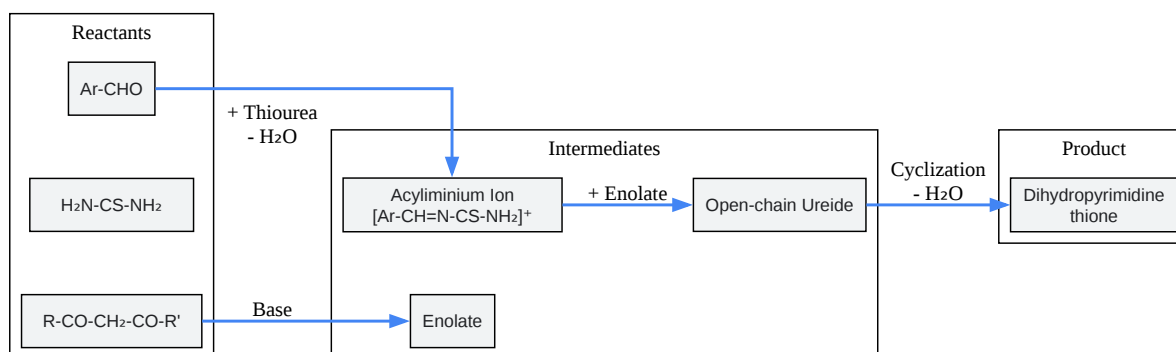 Reactants
Ar-CHO
+ Thiourea
- H₂O
H₂N-CS-NH₂
R-CO-CH₂-CO-R'
Base
Intermediates
Acyliminium Ion
[Ar-CH=N-CS-NH₂]⁺
+ Enolate
Open-chain Ureide
Enolate
Cyclization
- H₂O
Product
Dihydropyrimidine
thione